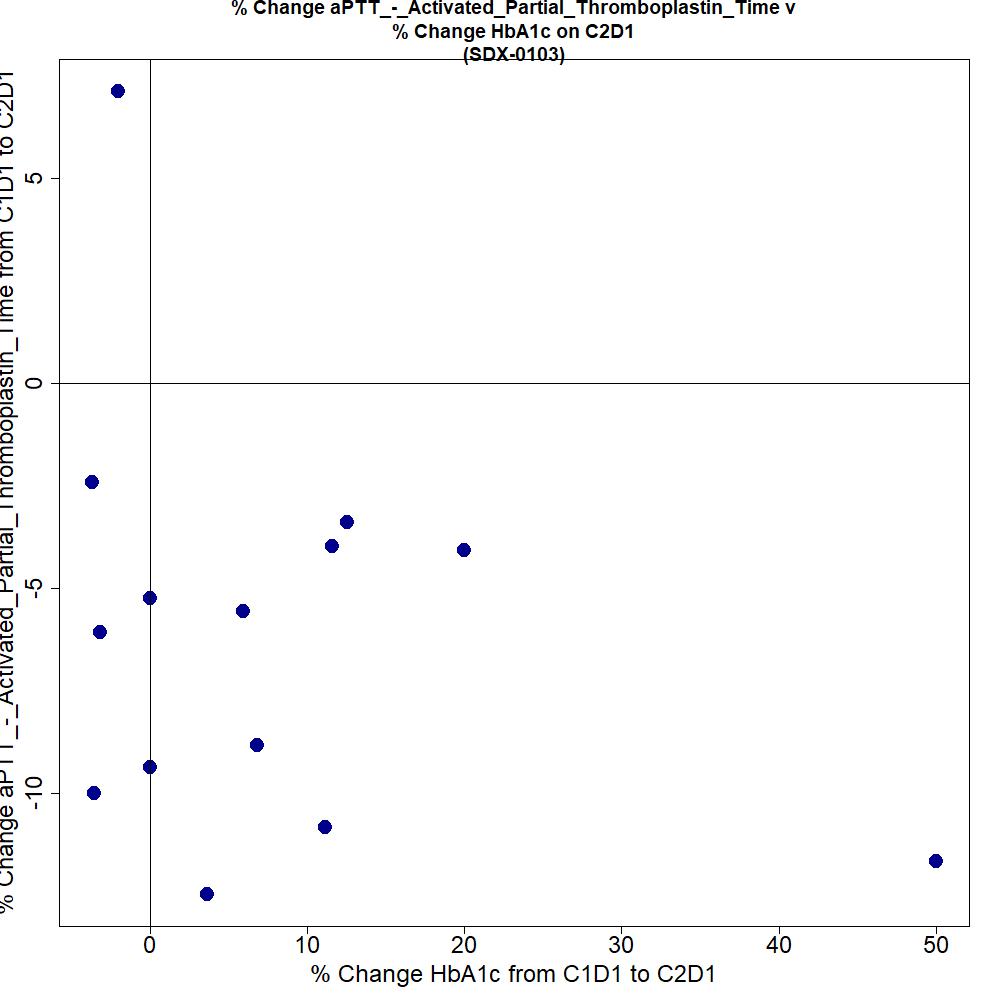 % Change aPTT_-_Activated_Partial_Thromboplastin_Time v
% Change HbA1c on C2D1
(SDX-0103)
% Change aPTT_-_Activated_Partial_Thromboplastin_Time from C1D1 to C2D1
5
0
-5
-10
0 10 20 30 40 50
% Change HbA1c from C1D1 to C2D1